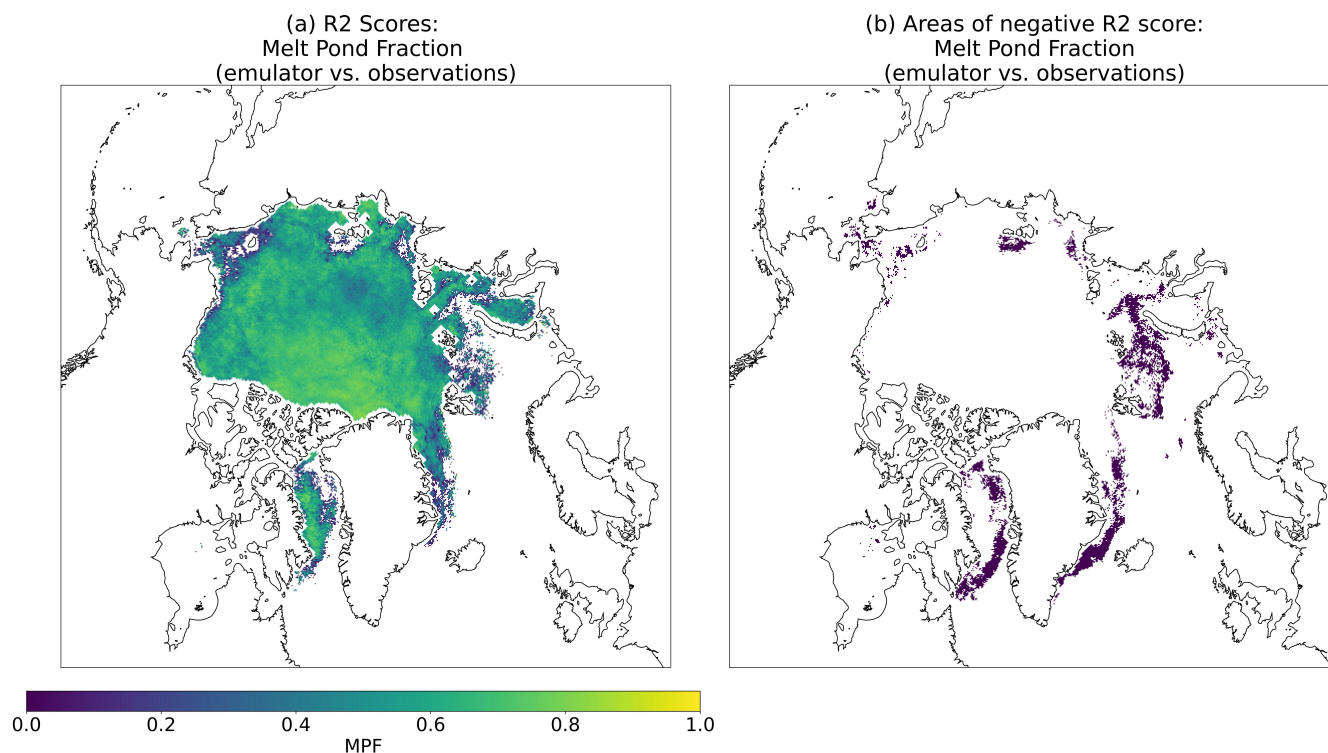 (a) R2 Scores:
Melt Pond Fraction
(emulator vs. observations)
(b) Areas of negative R2 score:
Melt Pond Fraction
(emulator vs. observations)
0.0 0.2 0.4 0.6 0.8 1.0
MPF